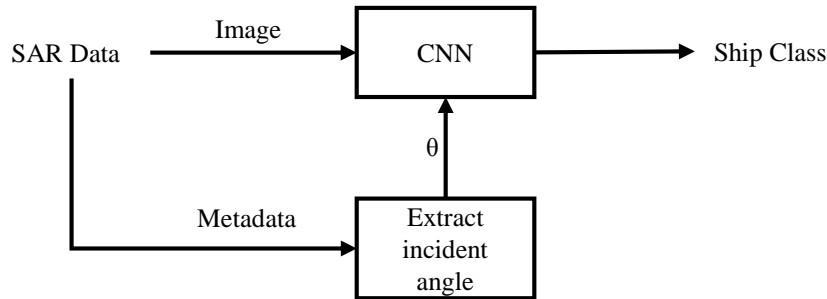 Image
SAR Data
CNN
Ship Class
θ
Metadata
Extract
incident
angle